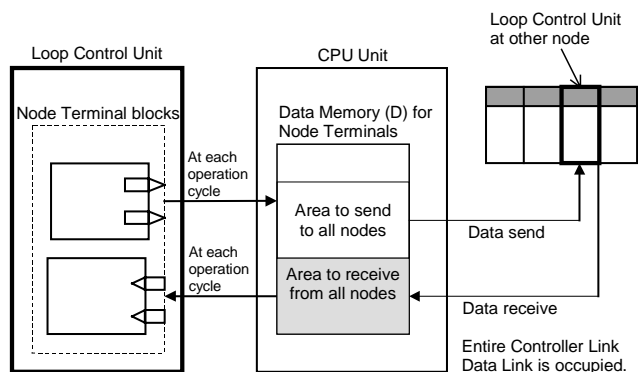 Loop Control Unit
CPU Unit
Loop Control Unit
at other node
Node Terminal blocks
Data Memory (D) for
Node Terminals
At each
operation
cycle
Area to send
to all nodes
Data send
At each
operation
cycle
Area to receive
from all nodes
Data receive
Entire Controller Link
Data Link is occupied.